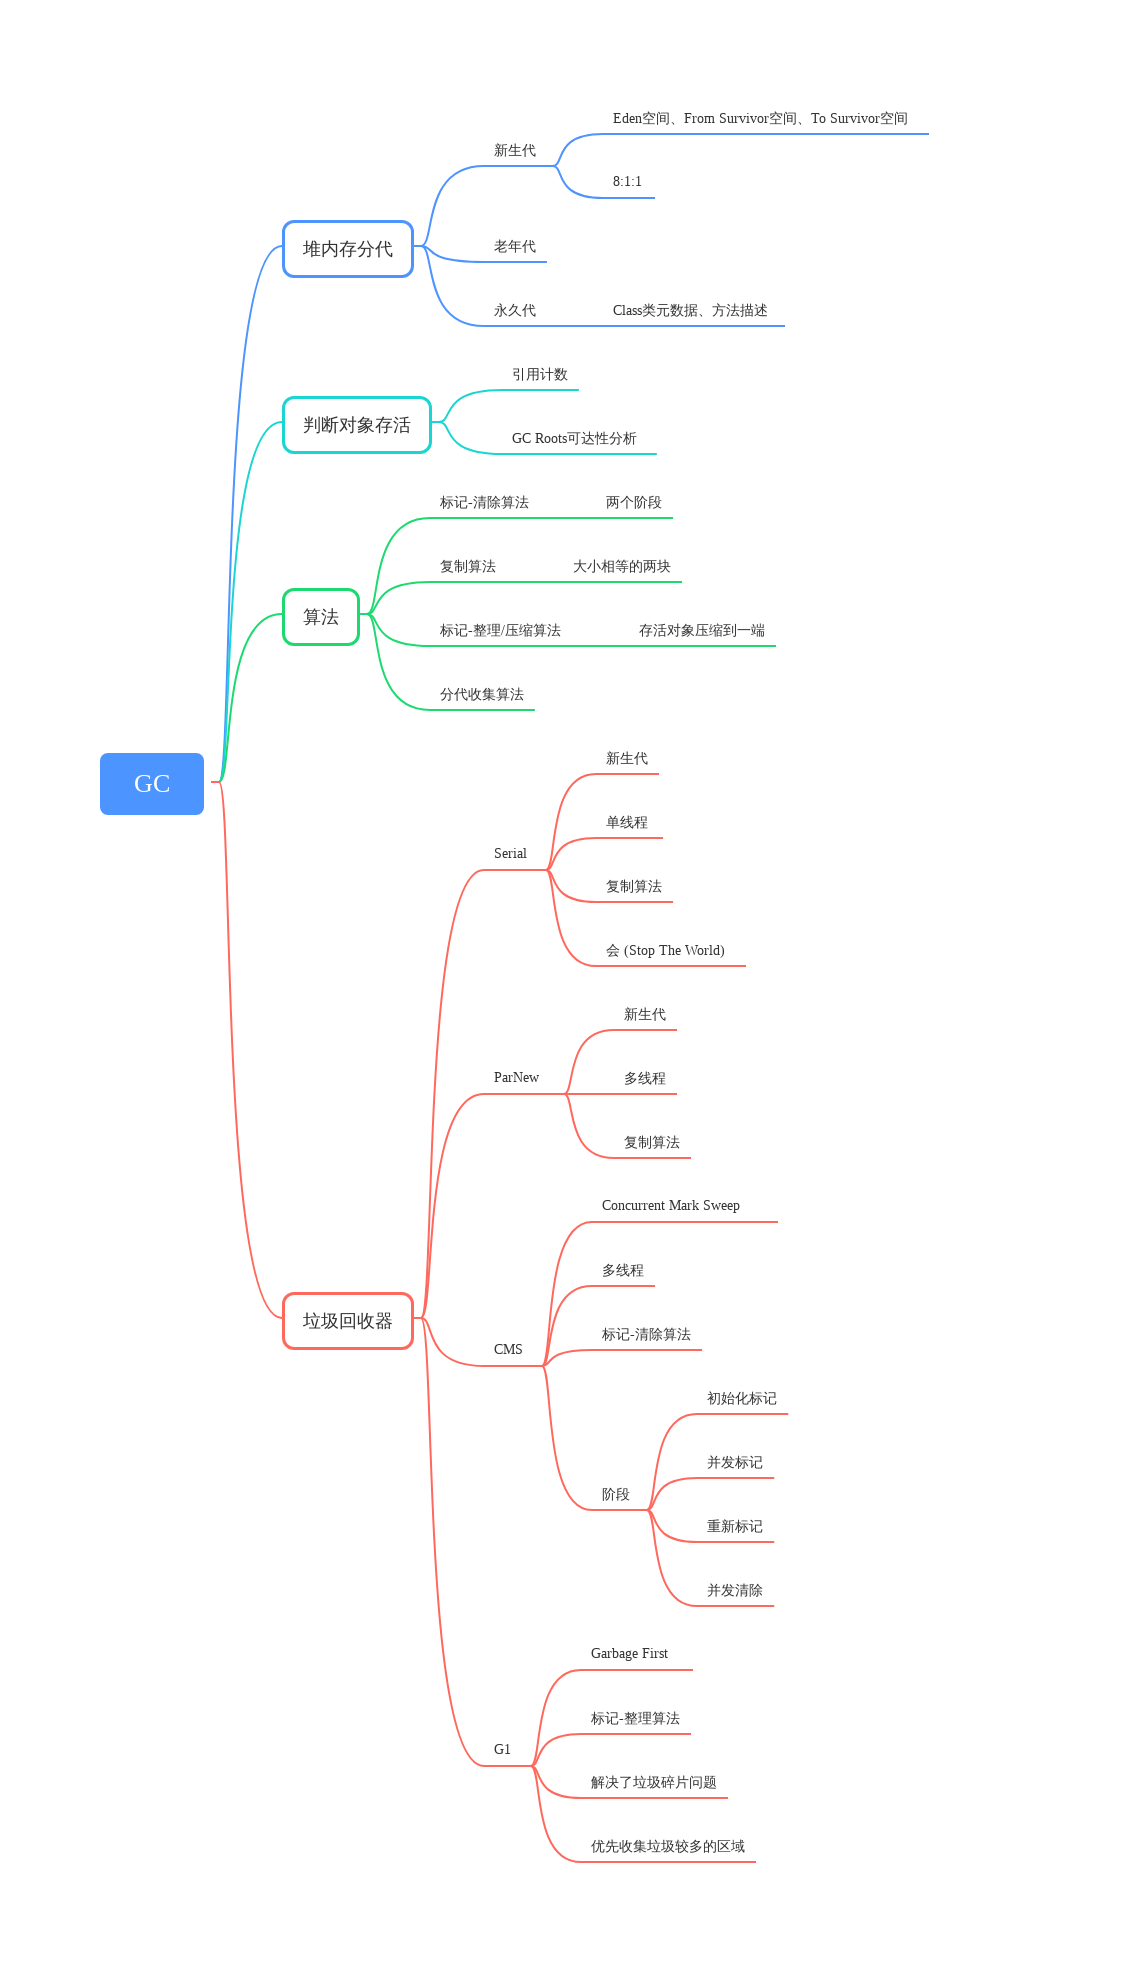 GC
堆内存分代
新生代
Eden空间、From Survivor空间、To Survivor空间
8:1:1
老年代
永久代
Class类元数据、方法描述
判断对象存活
引用计数
GC Roots可达性分析
算法
标记-清除算法
两个阶段
复制算法
大小相等的两块
标记-整理/压缩算法
存活对象压缩到一端
分代收集算法
垃圾回收器
Serial
新生代
单线程
复制算法
会 (Stop The World)
ParNew
新生代
多线程
复制算法
CMS
Concurrent Mark Sweep
多线程
标记-清除算法
阶段
初始化标记
并发标记
重新标记
并发清除
G1
Garbage First
标记-整理算法
解决了垃圾碎片问题
优先收集垃圾较多的区域